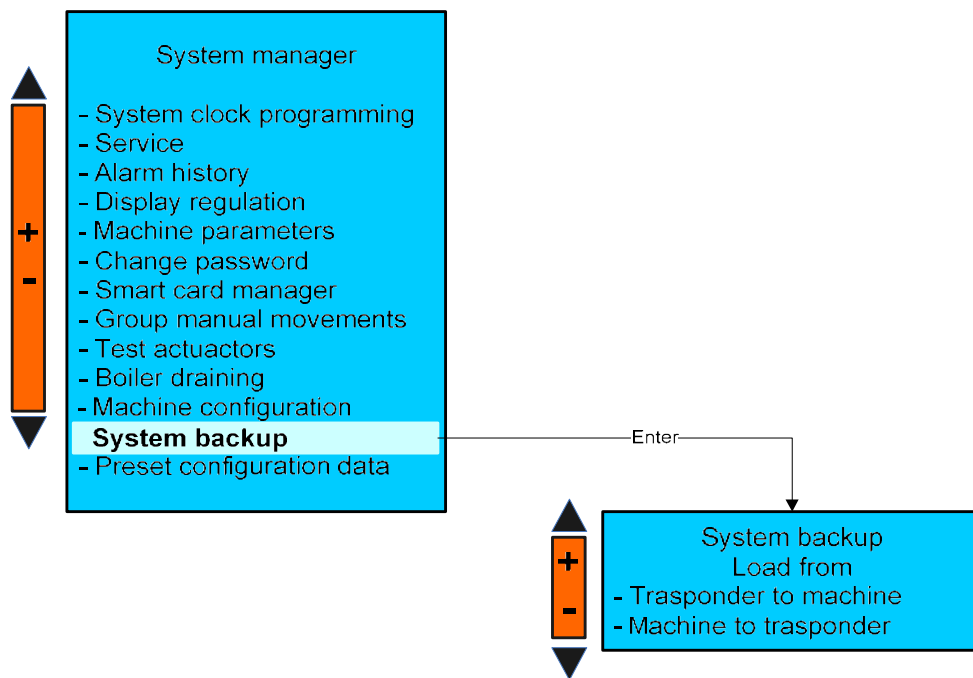 System manager
- System clock programming
- Service
- Alarm history
- Display regulation
+
- Machine parameters
- Change password
-
- Smart card manager
- Group manual movements
- Test actuactors
- Boiler draining
- Machine configuration
System backup
Enter
- Preset configuration data
System backup
+
Load from
- Trasponder to machine
-
- Machine to trasponder